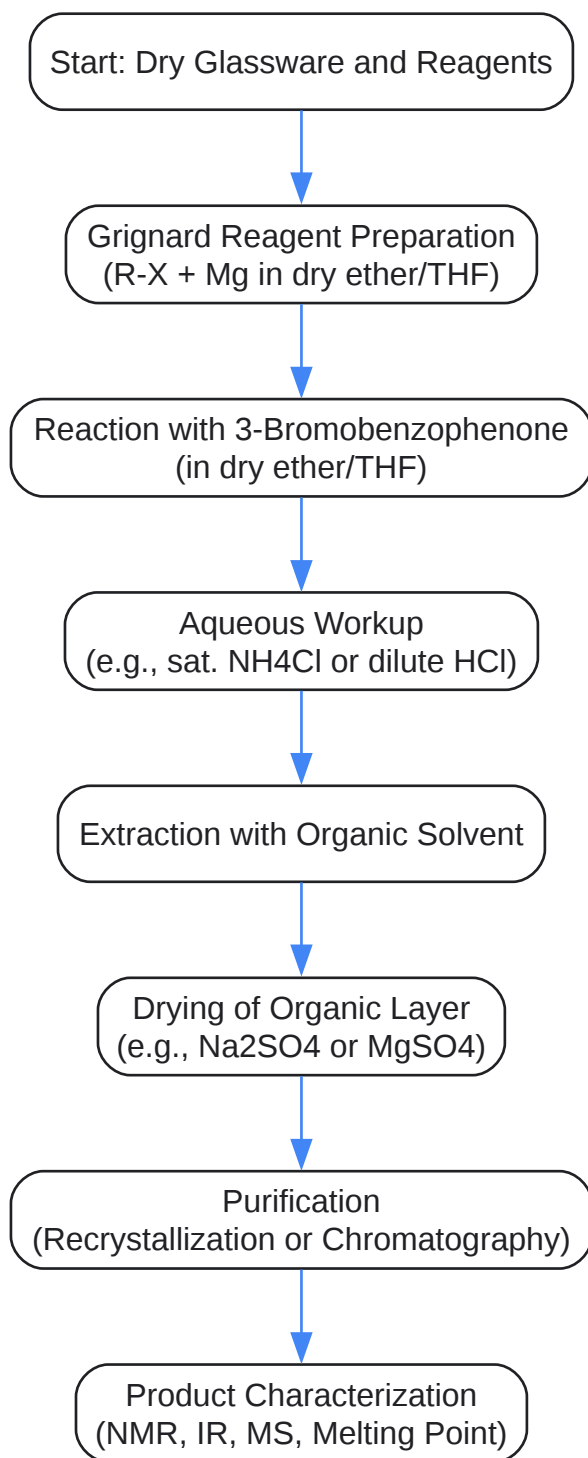 Start: Dry Glassware and Reagents
Grignard Reagent Preparation
(R-X + Mg in dry ether/THF)
Reaction with 3-Bromobenzophenone
(in dry ether/THF)
Aqueous Workup
(e.g., sat. NH4Cl or dilute HCl)
Extraction with Organic Solvent
Drying of Organic Layer
(e.g., Na2SO4 or MgSO4)
Purification
(Recrystallization or Chromatography)
Product Characterization
(NMR, IR, MS, Melting Point)